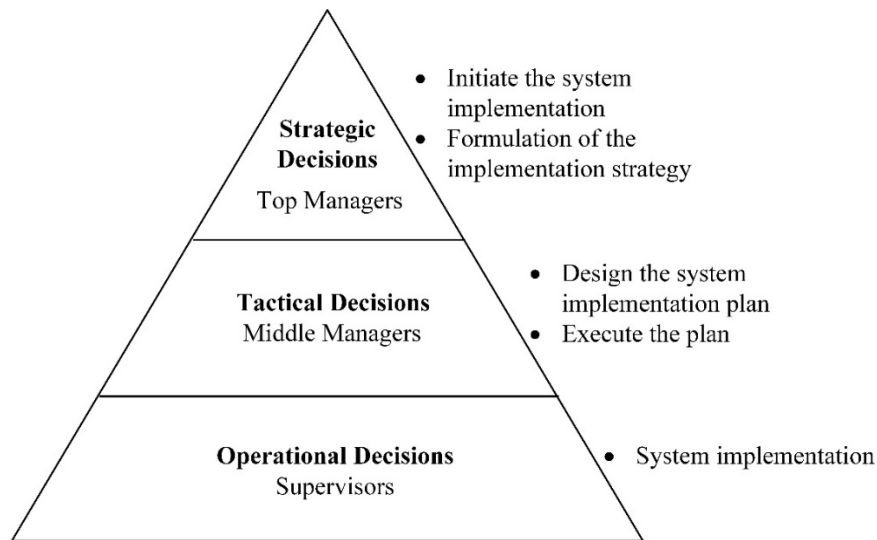 • Initiate the system
implementation
Strategic
Decisions
Top Managers
• Formulation of the
implementation strategy
Tactical Decisions
Middle Managers
• Design the system
implementation plan
• Execute the plan
Operational Decisions
Supervisors
• System implementation